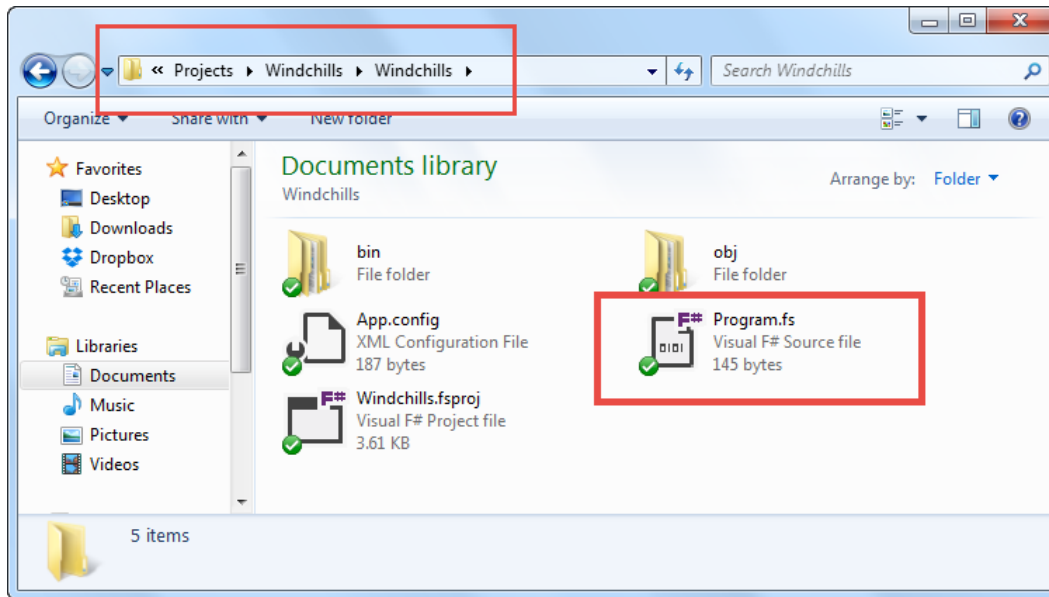 « Projects ▸ Windchills ▸ Windchills ▸
Search Windchills
Organize ▼ Share with ▼ New folder
Favorites
Desktop
Downloads
Dropbox
Recent Places
Libraries
Documents
Music
Pictures
Videos
Documents library
Windchills
Arrange by: Folder ▼
bin
File folder
obj
File folder
App.config
XML Configuration File
187 bytes
F# Program.fs
0101 Visual F# Source file
145 bytes
F# Windchills.fsproj
Visual F# Project file
3.61 KB
5 items